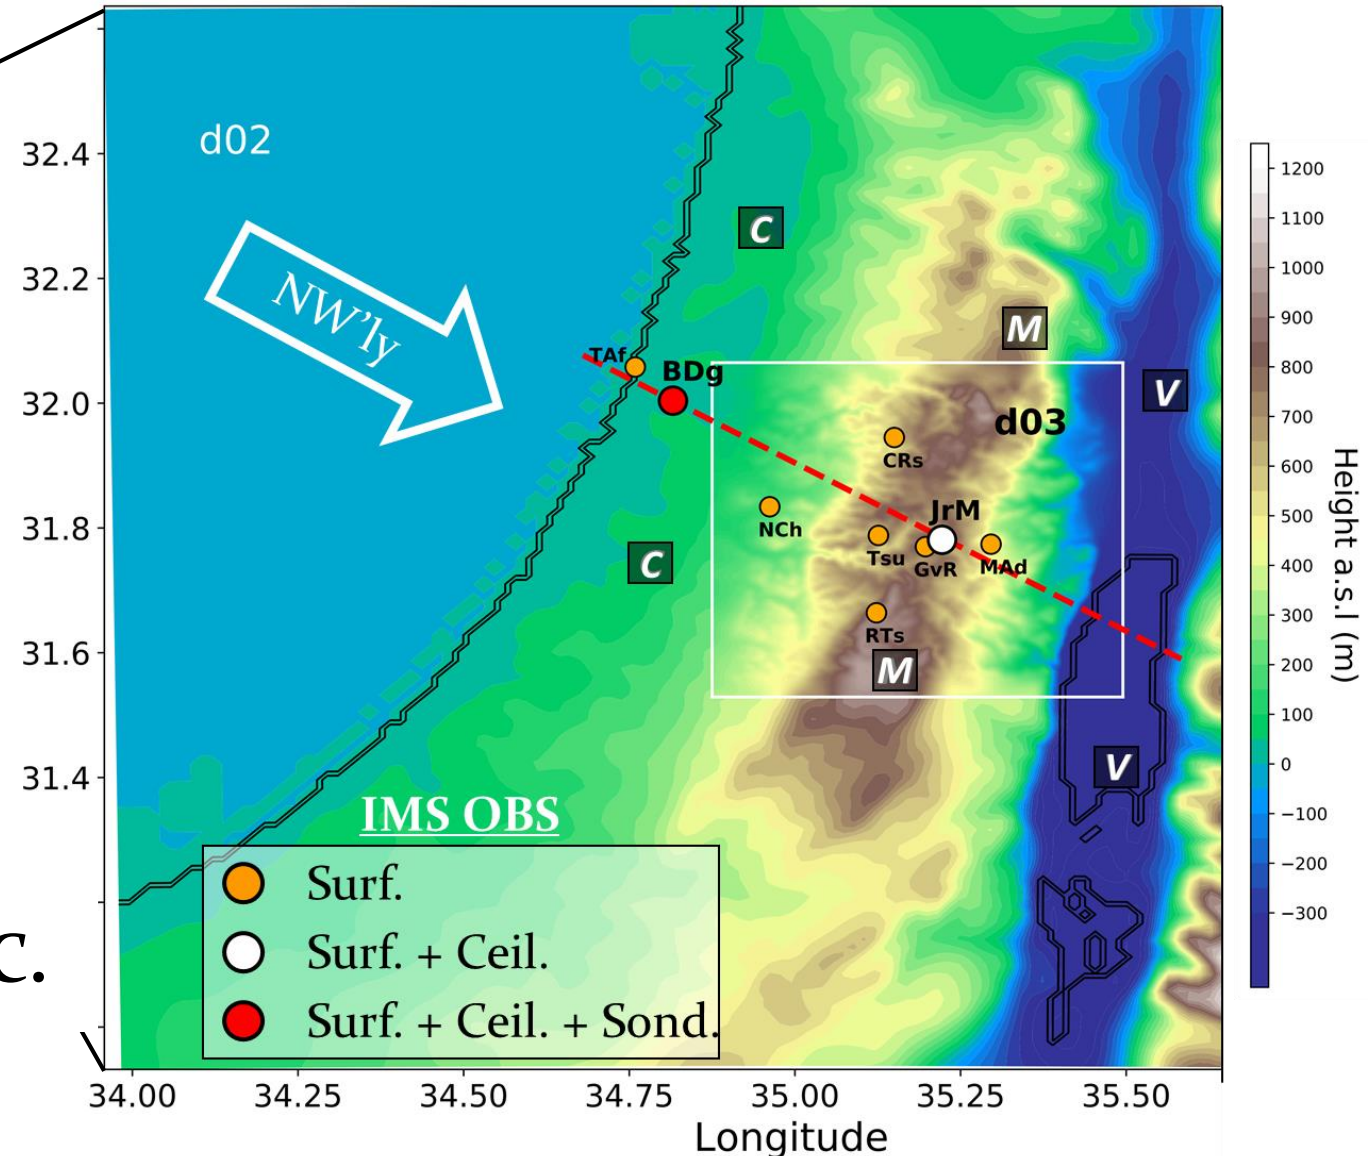 d02
NW'ly
C
M
V
TAf
BDg
d03
CRs
JrM
NCh
Tsu
GvR
MAd
C
RTs
M
V
IMS OBS
Surf.
Surf. + Ceil.
Surf. + Ceil. + Sond.
c.
32.4
32.2
32.0
31.8
31.6
31.4
34.00 34.25 34.50 34.75 35.00 35.25 35.50
Longitude
1200
1100
1000
900
800
700
600
500
400
300
200
100
0
−100
−200
−300
Height a.s.l (m)